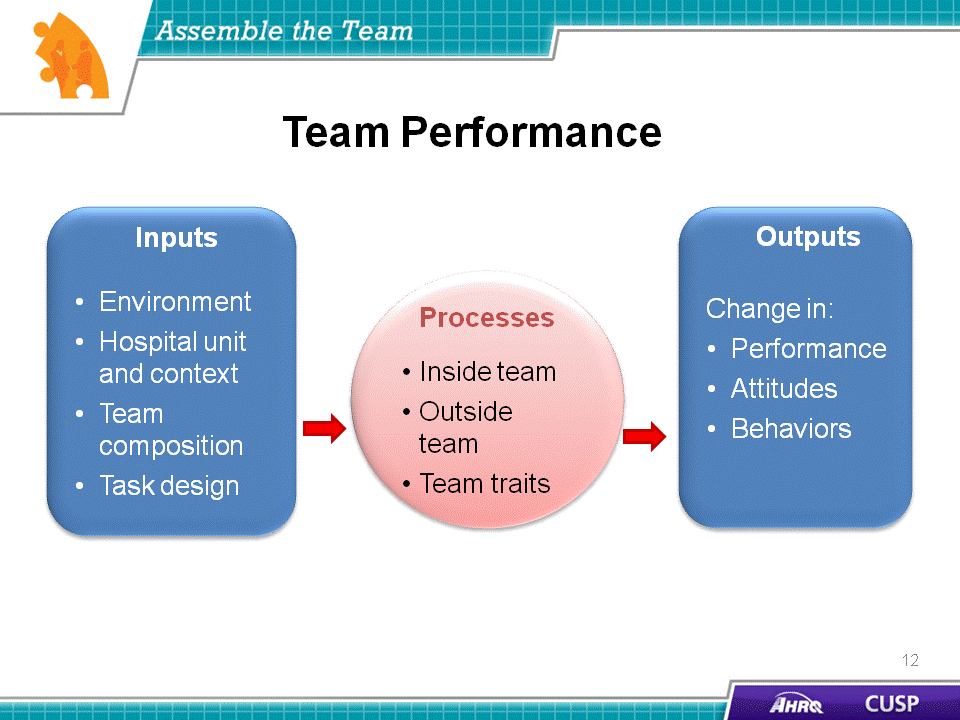 Assemble the Team
Team Performance
Inputs
• Environment
• Hospital unit
and context
• Team
composition
• Task design
Processes
• Inside team
• Outside
team
• Team traits
Outputs
Change in:
• Performance
• Attitudes
• Behaviors
12
AHRQ
CUSP